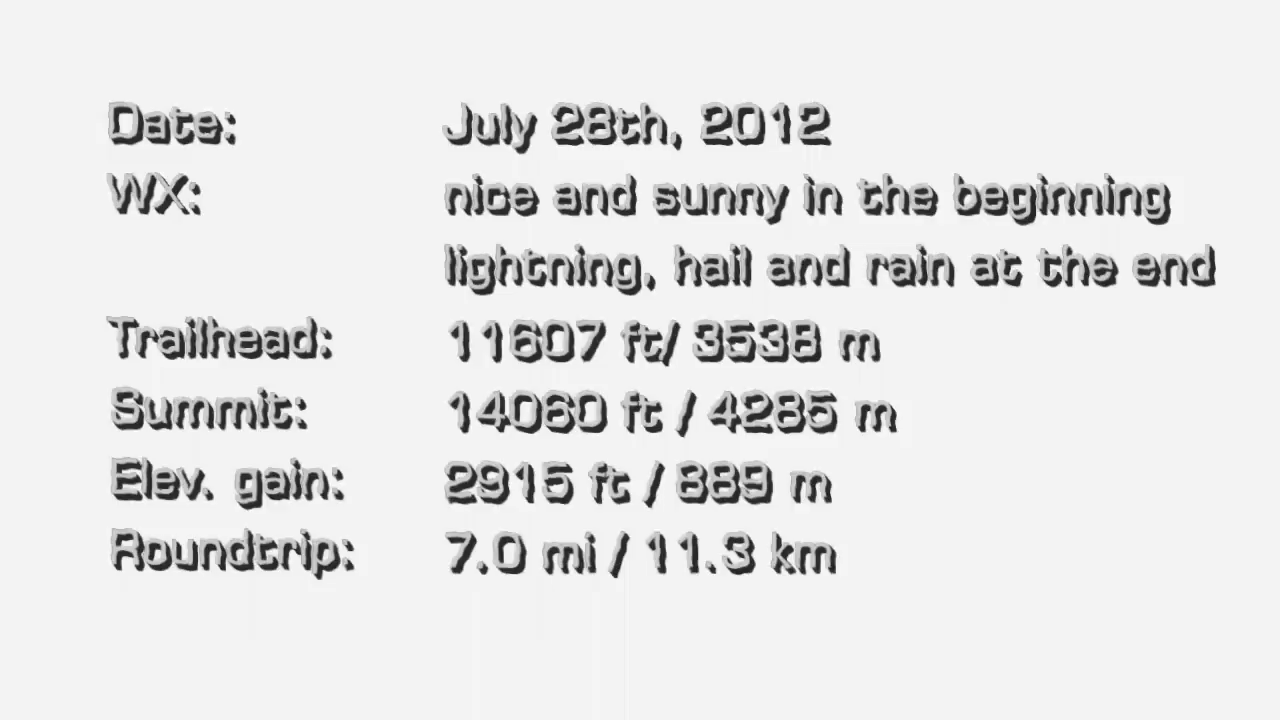 Date: July 28th, 2012
WX: nice and sunny in the beginning
lightning, hail and rain at the end
Trailhead: 11607 ft/ 3538 m
Summit: 14060 ft / 4285 m
Elev. gain: 2915 ft / 889 m
Roundtrip: 7.0 mi / 11.3 km